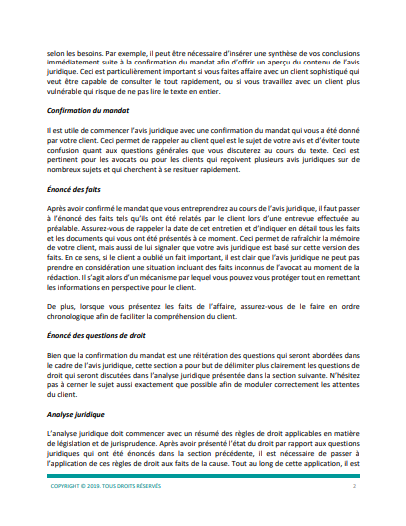 selon les besoins. Par exemple, il peut être nécessaire d'insérer une synthèse de vos conclusions
immédiatement suite à la confirmation du mandat afin d'offrir un aperçu du contenu de l'avis
juridique. Ceci est particulièrement important si vous faites affaire avec un client sophistiqué qui
veut être capable de consulter le tout rapidement, ou si vous travaillez avec un client plus
vulnérable qui risque de ne pas lire le texte en entier.
Confirmation du mandat
Il est utile de commencer l'avis juridique avec une confirmation du mandat qui vous a été donné
par votre client. Ceci permet de rappeler au client quel est le sujet de votre avis et d'éviter toute
confusion quant aux questions générales que vous discuterez au cours du texte. Ceci est
pertinent pour les avocats ou pour les clients qui reçoivent plusieurs avis juridiques sur de
nombreux sujets et qui cherchent à se resituer rapidement.
Énoncé des faits
Après avoir confirmé le mandat que vous entreprendrez au cours de l'avis juridique, il faut passer
à l'énoncé des faits tels qu'ils ont été relatés par le client lors d'une entrevue effectuée au
préalable. Assurez-vous de rappeler la date de cet entretien et d'indiquer en détail tous les faits
et les documents qui vous ont été présentés à ce moment. Ceci permet de rafraîchir la mémoire
de votre client, mais aussi de lui signaler que votre avis juridique est basé sur cette version des
faits. En ce sens, si le client a oublié un fait important, il est clair que l'avis juridique ne peut pas
prendre en considération une situation incluant des faits inconnus de l'avocat au moment de la
rédaction. Il s'agit alors d'un mécanisme par lequel vous pouvez vous protéger tout en remettant
les informations en perspective pour le client.
De plus, lorsque vous présentez les faits de l'affaire, assurez-vous de le faire en ordre
chronologique afin de faciliter la compréhension du client.
Énoncé des questions de droit
Bien que la confirmation du mandat est une réitération des questions qui seront abordées dans
le cadre de l'avis juridique, cette section a pour but de délimiter plus clairement les questions de
droit qui seront discutées dans l'analyse juridique présentée dans la section suivante. N'hésitez
pas à cerner le sujet aussi exactement que possible afin de moduler correctement les attentes
du client.
Analyse juridique
L'analyse juridique doit commencer avec un résumé des règles de droit applicables en matière
de législation et de jurisprudence. Après avoir présenté l'état du droit par rapport aux questions
juridiques qui ont été énoncés dans la section précédente, il est nécessaire de passer à
l'application de ces règles de droit aux faits de la cause. Tout au long de cette application, il est
COPYRIGHT © 2019. TOUS DROITS RÉSERVÉS 2